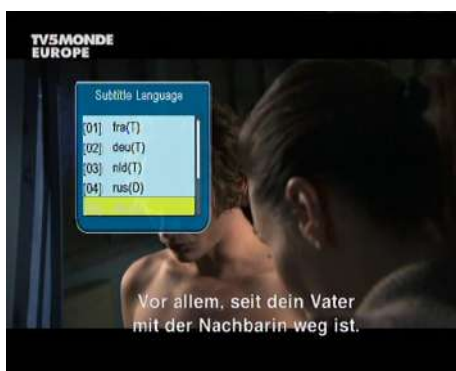 TV5MONDE
EUROPE
Subtitle Language
[01] fra(T)
[02] deu(T)
[03] nld(T)
[04] rus(D)
Vor allem, seit dein Vater
mit der Nachbarin weg ist.